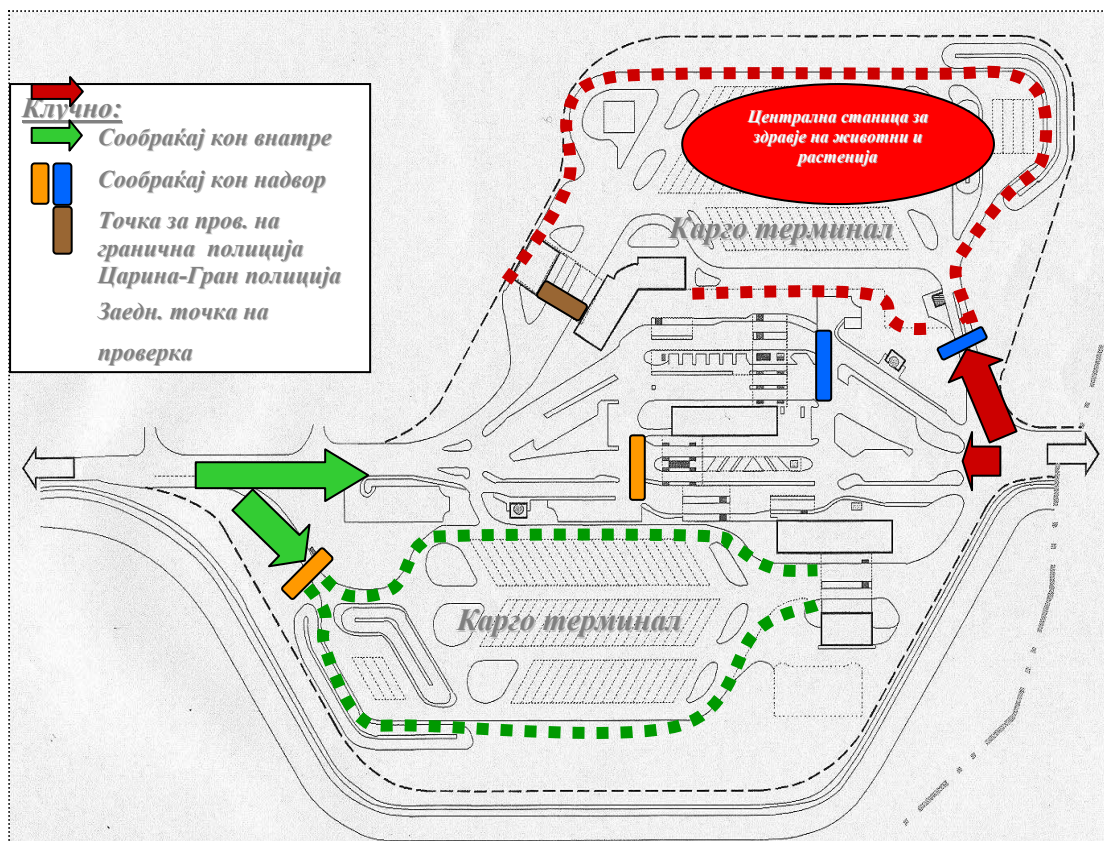 Клучно:
Сообраќај кон внатре
Сообраќај кон надвор
Точка за пров. на
гранична полиција
Царина-Гран полиција
Заедн. точка на
проверка
Централна станица за
здравје на животни и
растенија
Карго терминал
Карго терминал